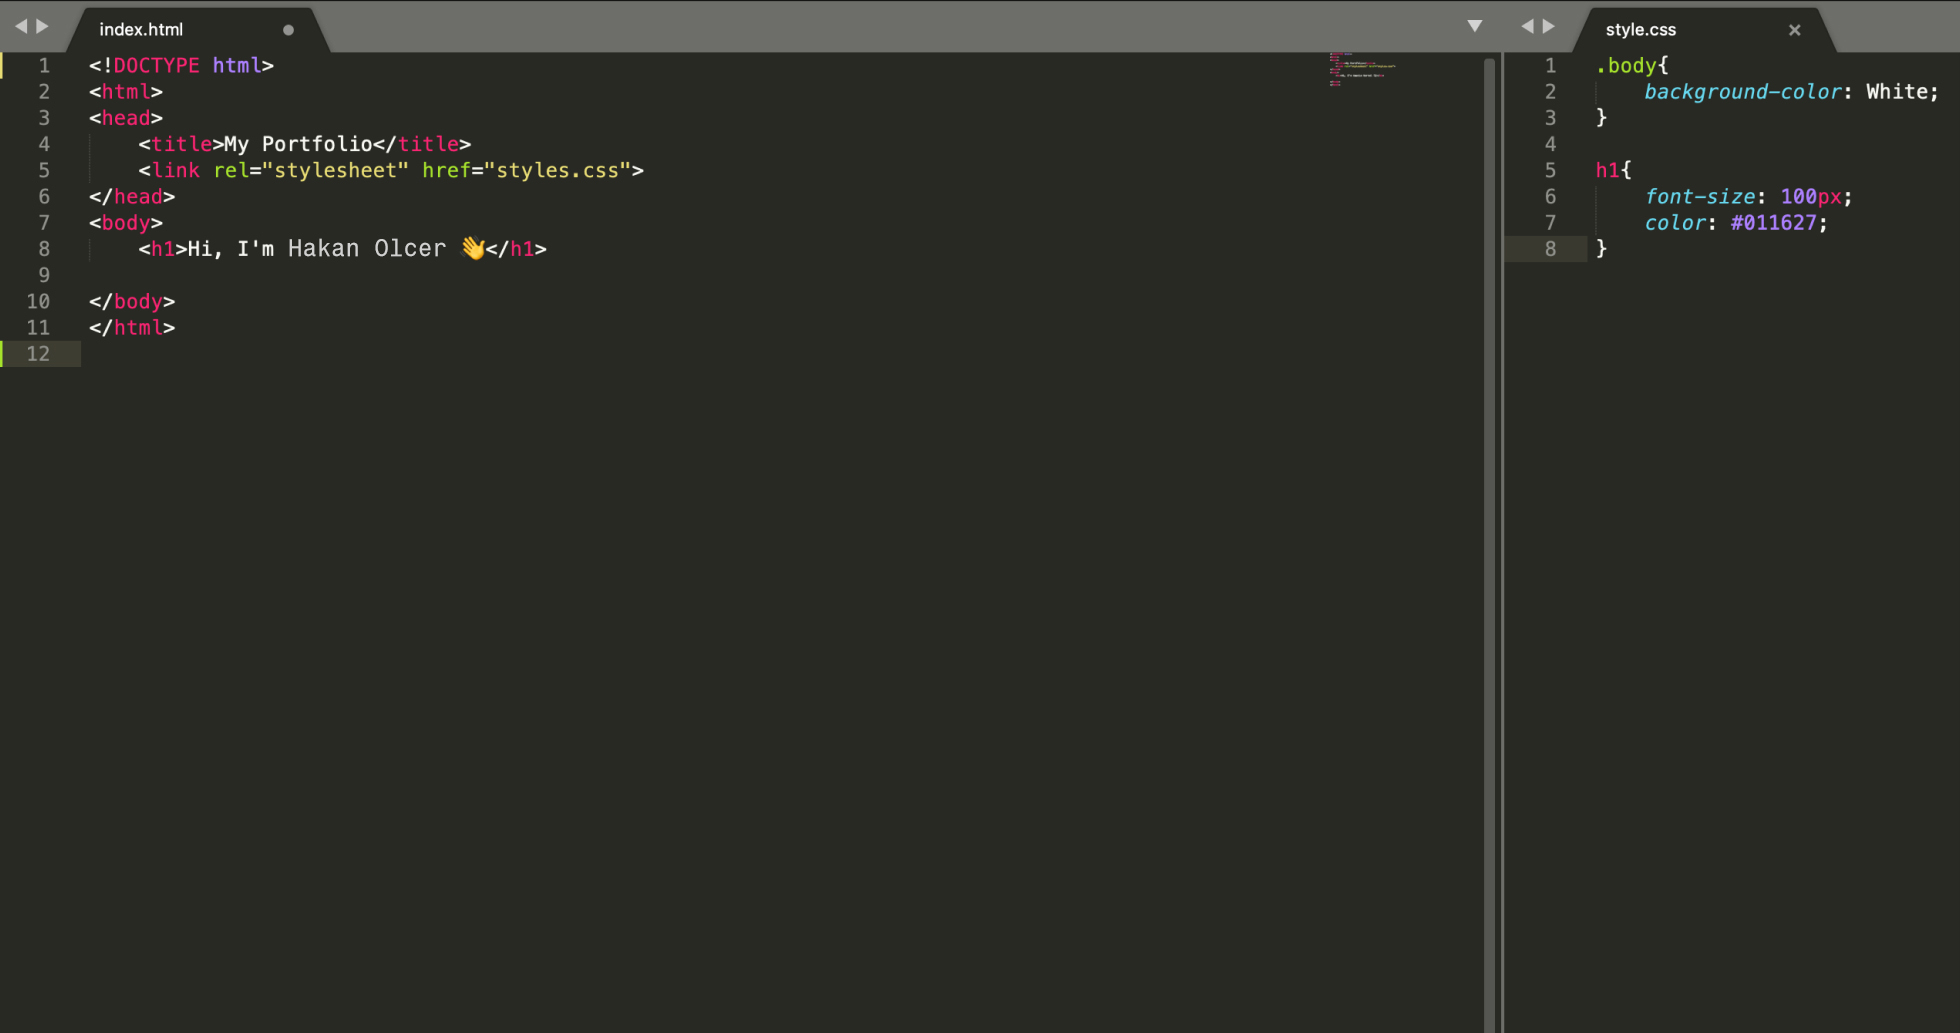 index.html
1 <!DOCTYPE html>
2 <html>
3 <head>
4 <title>My Portfolio</title>
5 <link rel="stylesheet" href="styles.css">
6 </head>
7 <body>
8 <h1>Hi, I'm Hakan Olcer 👋</h1>
9
10 </body>
11 </html>
12
style.css
1 .body{
2 background-color: White;
3 }
4
5 h1{
6 font-size: 100px;
7 color: #011627;
8 }